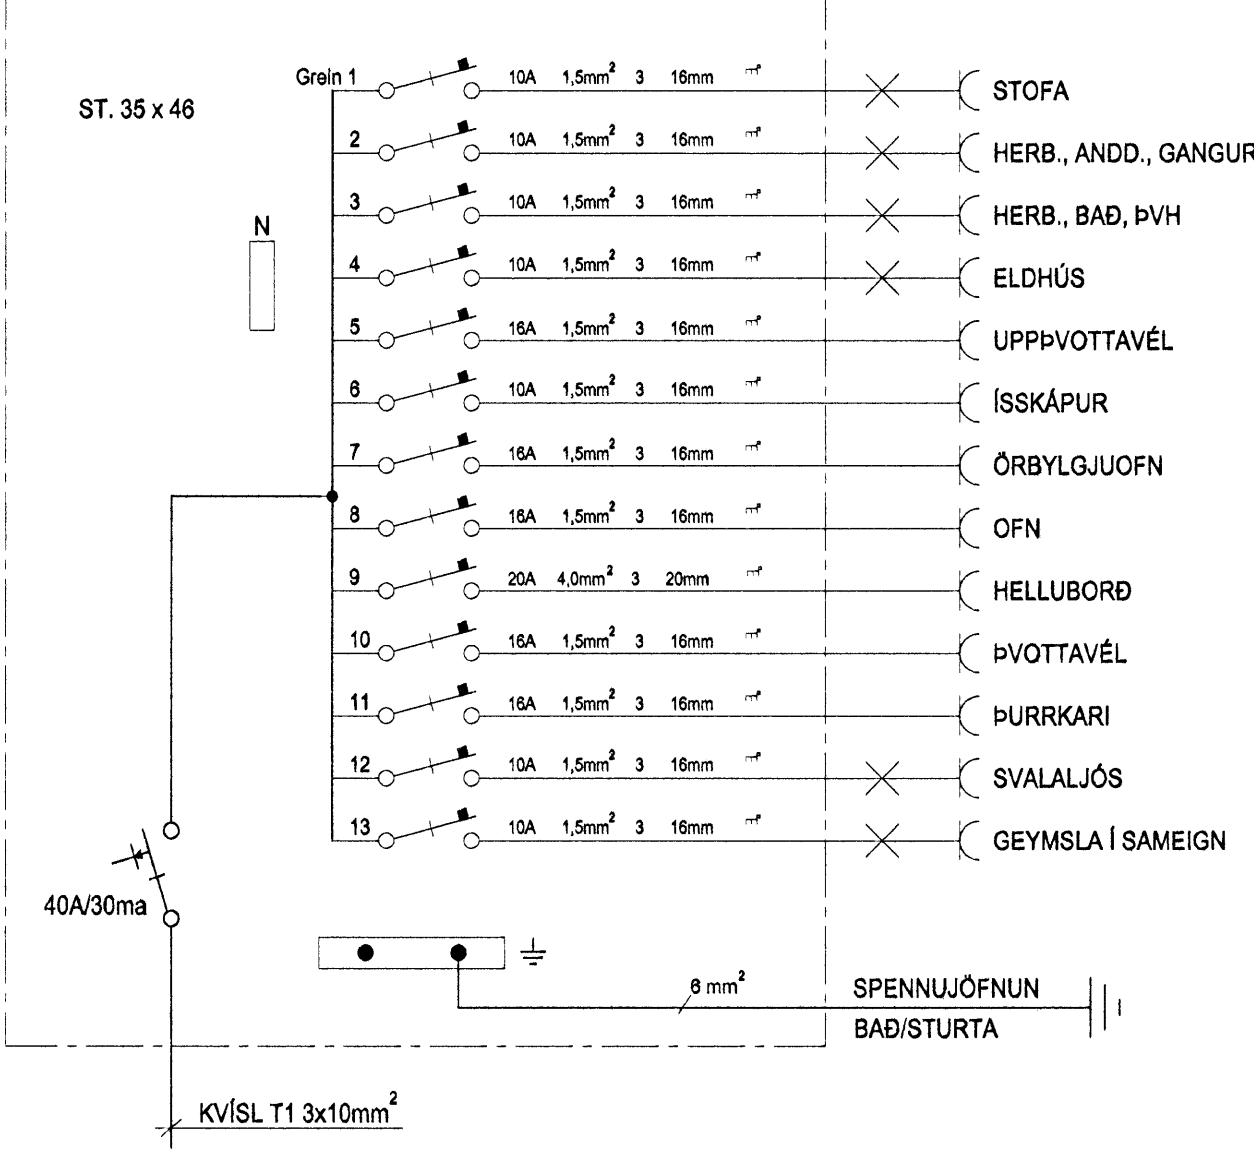 ST. 35 x 46
N
Grein 1 10A 1,5mm² 3 16mm STOFA
2 10A 1,5mm² 3 16mm HERB., ANDD., GANGUR
3 10A 1,5mm² 3 16mm HERB., BAÐ, ÞVH
4 10A 1,5mm² 3 16mm ELDHÚS
5 16A 1,5mm² 3 16mm UPPÞVOTTAVÉL
6 10A 1,5mm² 3 16mm ÍSSKÁPUR
7 16A 1,5mm² 3 16mm ÖRBYLGJUOFN
8 16A 1,5mm² 3 16mm OFN
9 20A 4,0mm² 3 20mm HELLUBORÐ
10 16A 1,5mm² 3 16mm ÞVOTTAVÉL
11 16A 1,5mm² 3 16mm ÞURRKARI
12 10A 1,5mm² 3 16mm SVALALJÓS
13 10A 1,5mm² 3 16mm GEYMSLA Í SAMEIGN
40A/30ma
6 mm² SPENNUJÖFNUN
BAÐ/STURTA
KVÍSL T1 3x10mm²